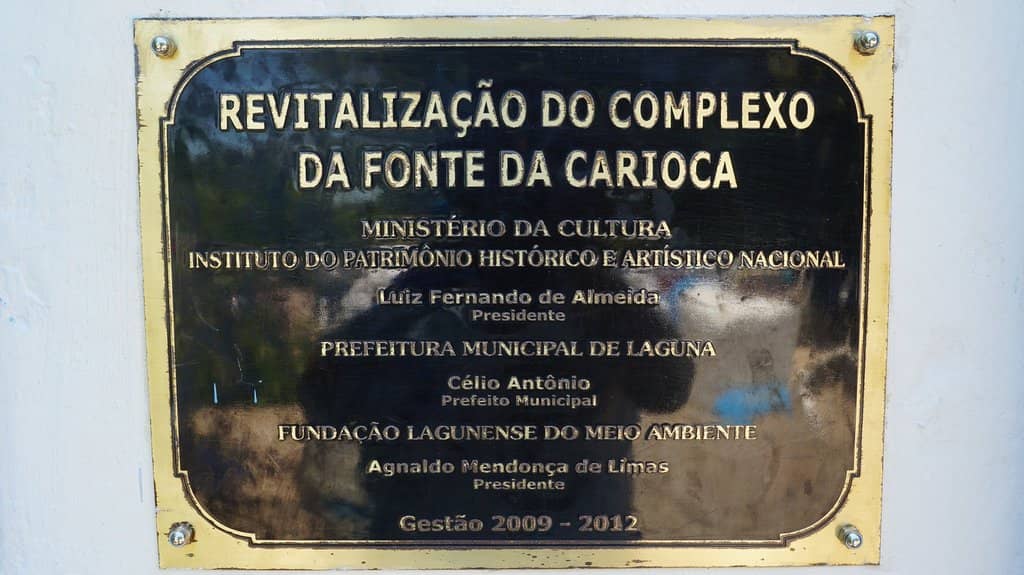 REVITALIZAÇÃO DO COMPLEXO
DA FONTE DA CARIOCA
MINISTÉRIO DA CULTURA
INSTITUTO DO PATRIMÔNIO HISTÓRICO E ARTÍSTICO NACIONAL
Luiz Fernando de Almeida
Presidente
PREFEITURA MUNICIPAL DE LAGUNA
Célio Antônio
Prefeito Municipal
FUNDAÇÃO LAGUNENSE DO MEIO AMBIENTE
Agnaldo Mendonça de Limas
Presidente
Gestão 2009 - 2012